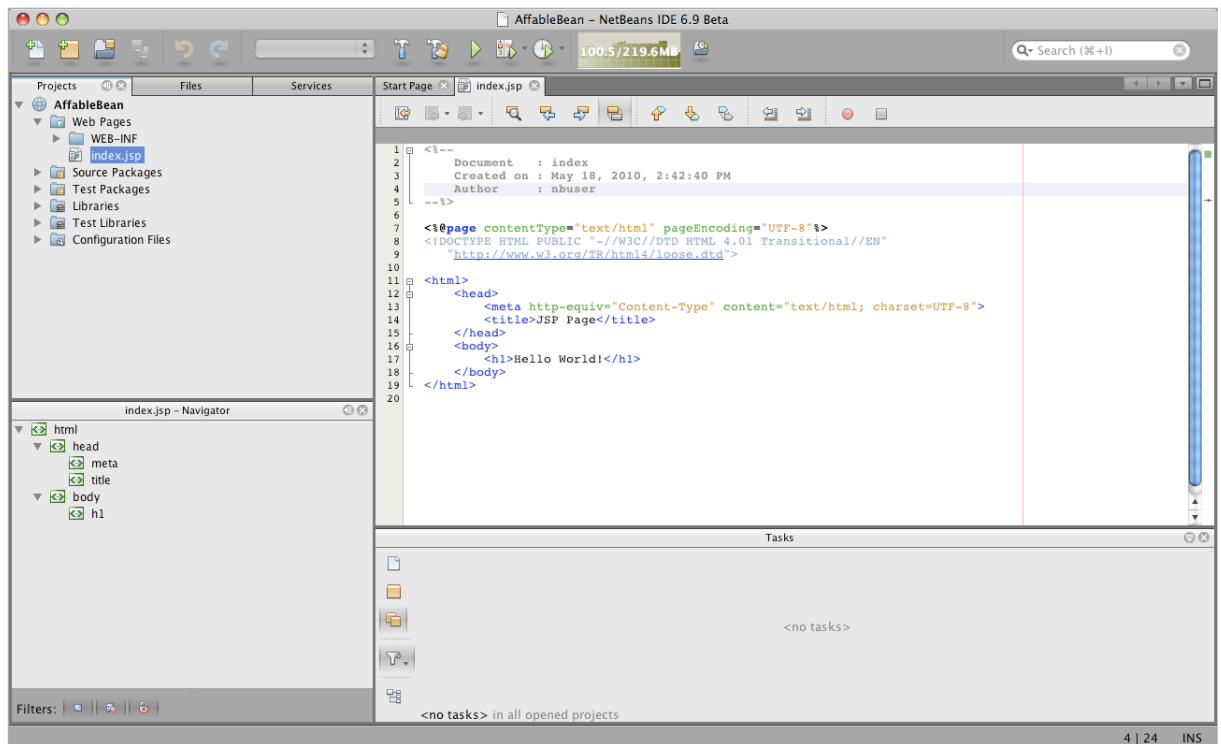 AffableBean – NetBeans IDE 6.9 Beta
100.5/219.6MB
Search (⌘+I)
Projects
Files
Services
AffableBean
Web Pages
WEB-INF
index.jsp
Source Packages
Test Packages
Libraries
Test Libraries
Configuration Files
index.jsp – Navigator
html
head
meta
title
body
h1
Filters:
Start Page
index.jsp
1 <%--
2     Document   : index
3     Created on : May 18, 2010, 2:42:40 PM
4     Author     : nbuser
5 --%>
6
7 <%@page contentType="text/html" pageEncoding="UTF-8"%>
8 <!DOCTYPE HTML PUBLIC "-//W3C//DTD HTML 4.01 Transitional//EN"
9    "http://www.w3.org/TR/html4/loose.dtd">
10
11 <html>
12     <head>
13         <meta http-equiv="Content-Type" content="text/html; charset=UTF-8">
14         <title>JSP Page</title>
15     </head>
16     <body>
17         <h1>Hello World!</h1>
18     </body>
19 </html>
20
Tasks
<no tasks>
<no tasks> in all opened projects
4 | 24 INS